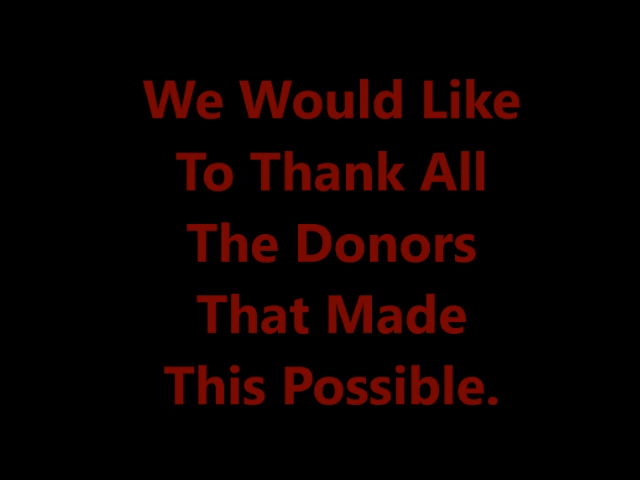 We Would Like
To Thank All
The Donors
That Made
This Possible.